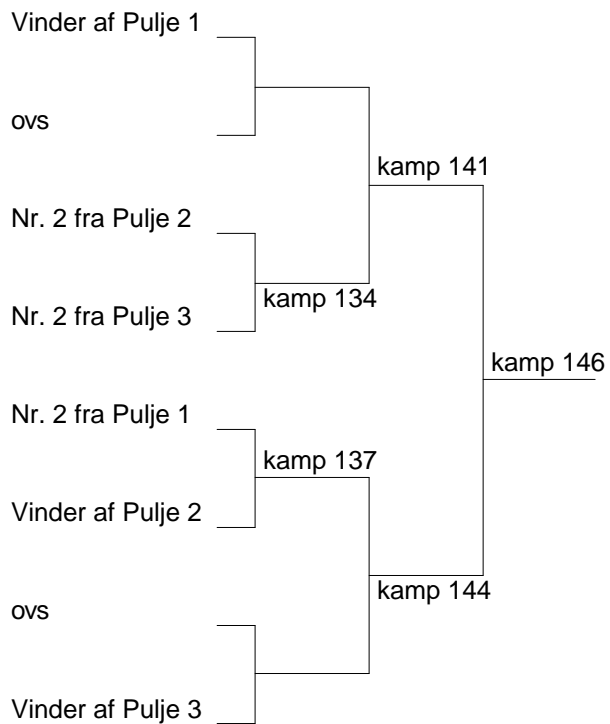 Vinder af Pulje 1
ovs
kamp 141
Nr. 2 fra Pulje 2
kamp 134
Nr. 2 fra Pulje 3
kamp 146
Nr. 2 fra Pulje 1
kamp 137
Vinder af Pulje 2
kamp 144
ovs
Vinder af Pulje 3